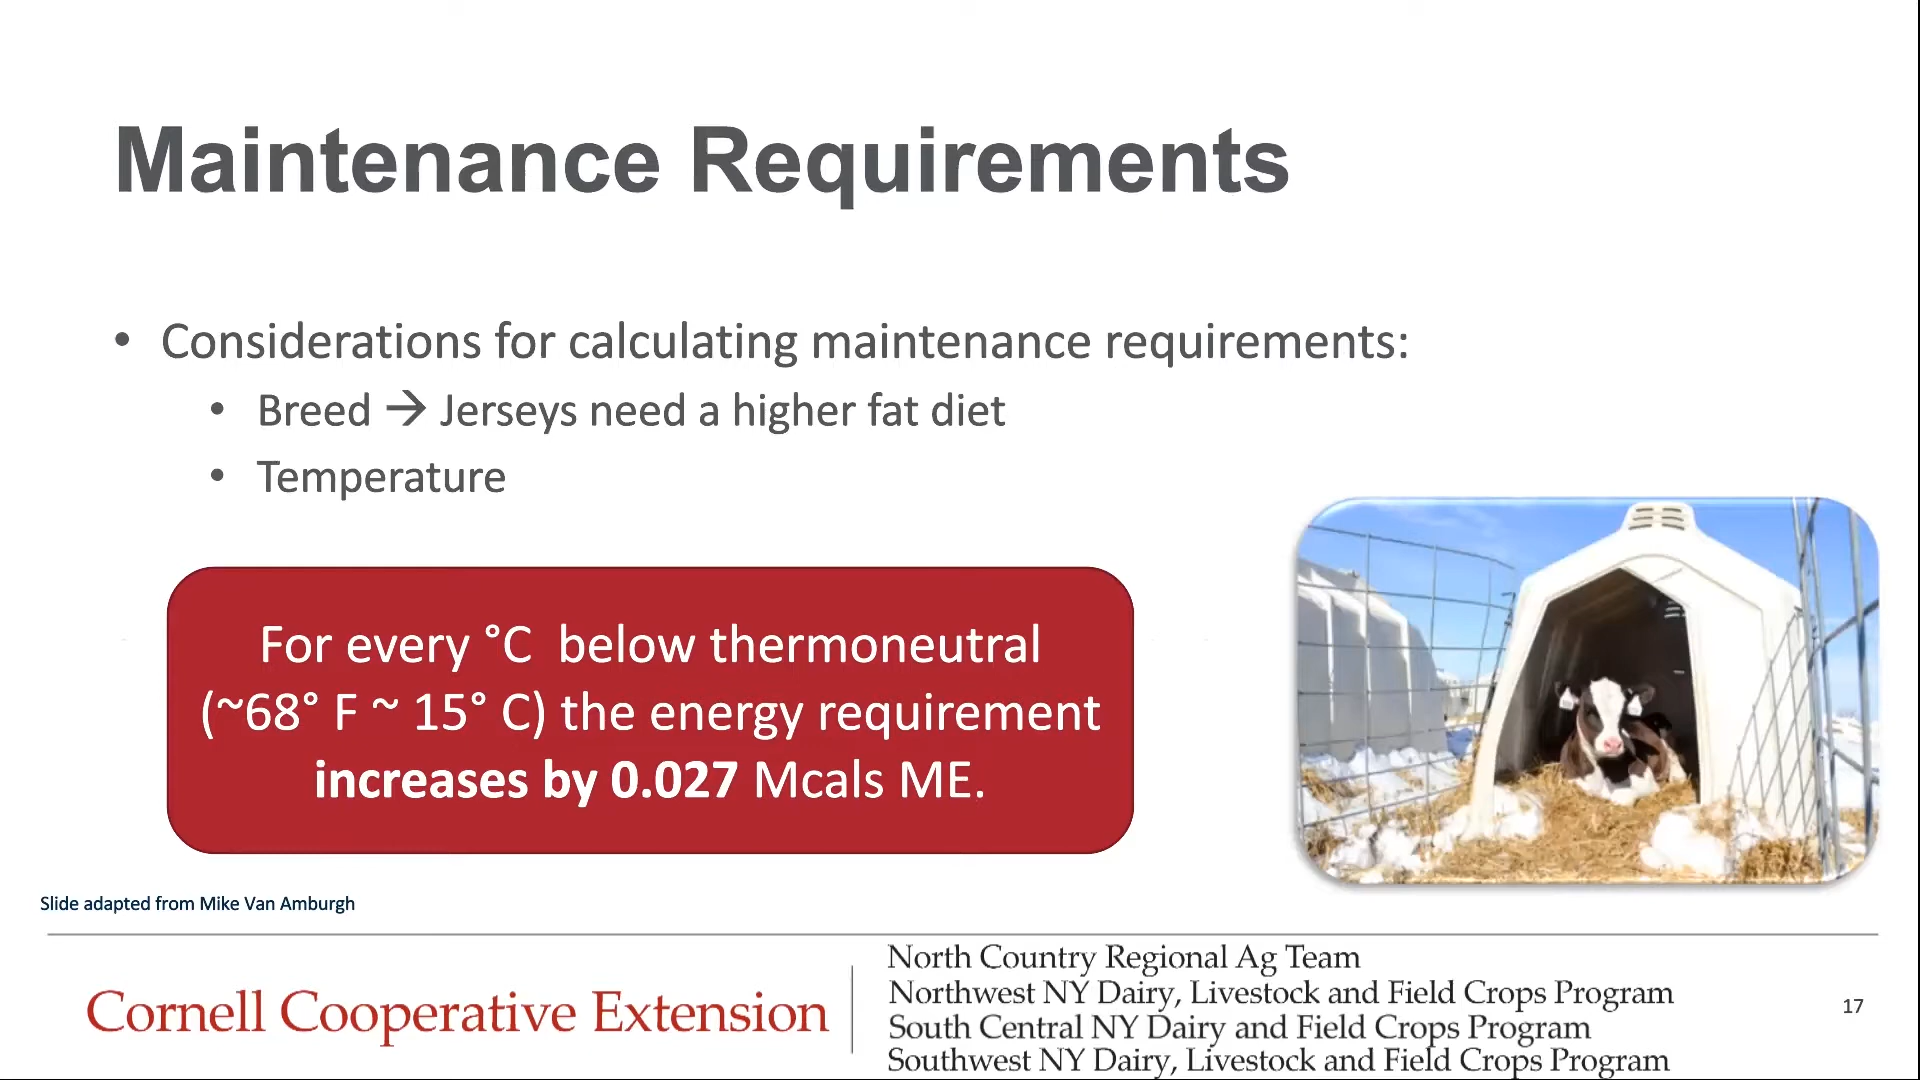 Maintenance Requirements
• Considerations for calculating maintenance requirements:
• Breed → Jerseys need a higher fat diet
• Temperature
For every °C  below thermoneutral
(~68° F ~ 15° C) the energy requirement
increases by 0.027 Mcals ME.
Slide adapted from Mike Van Amburgh
Cornell Cooperative Extension
North Country Regional Ag Team
Northwest NY Dairy, Livestock and Field Crops Program
South Central NY Dairy and Field Crops Program
Southwest NY Dairy, Livestock and Field Crops Program
17